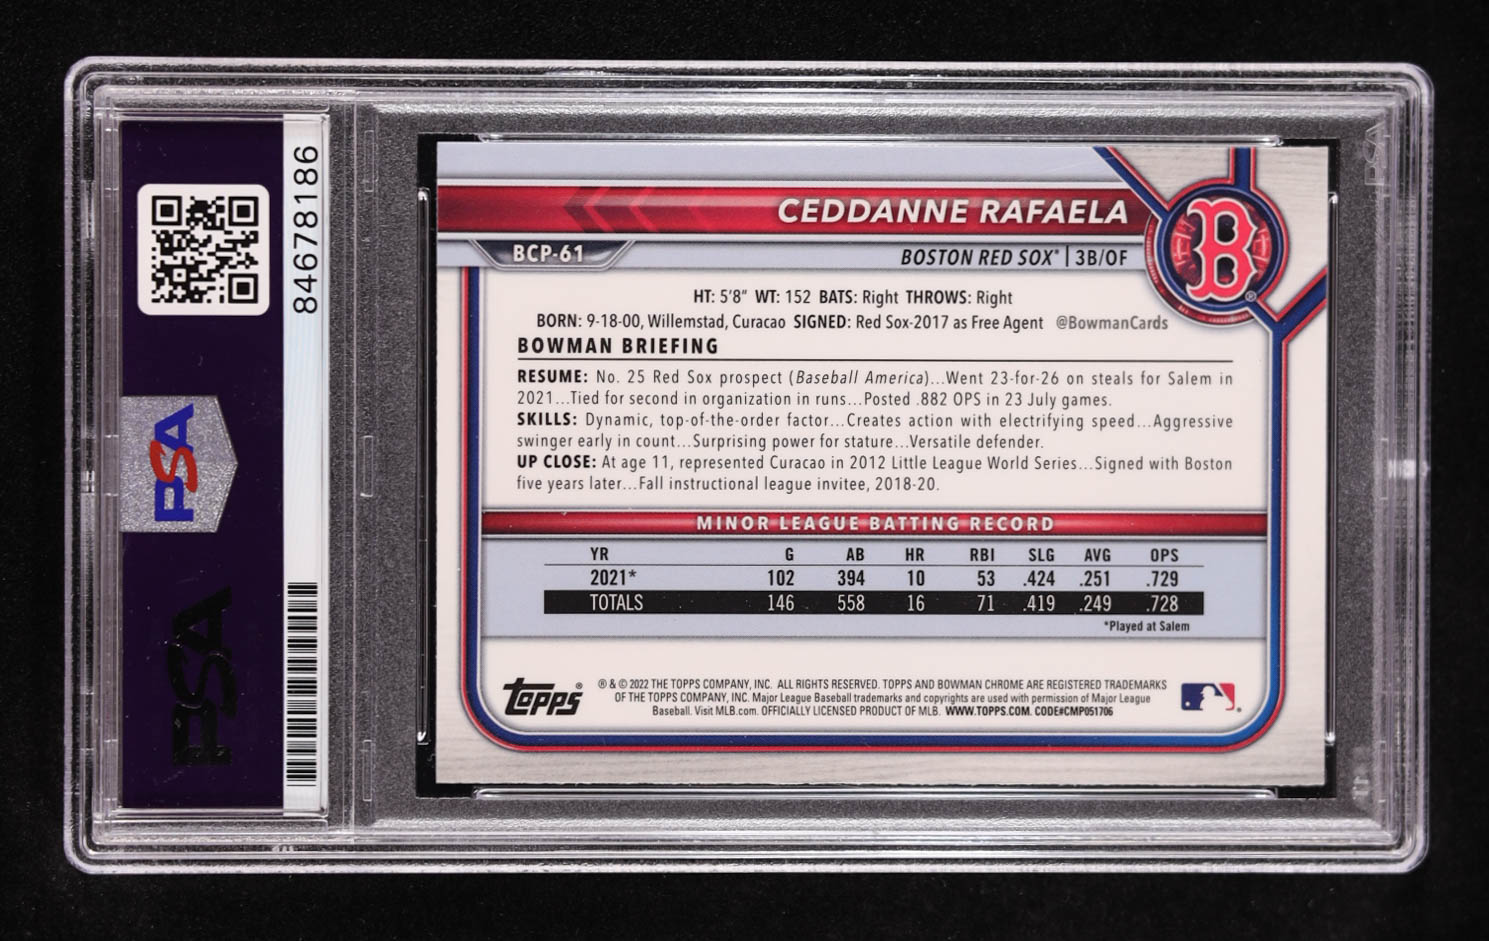 84678186
PSA
PSA
CEDDANNE RAFAELA
BCP-61
BOSTON RED SOX® | 3B/OF
B
®
HT: 5'8" WT: 152 BATS: Right THROWS: Right
BORN: 9-18-00, Willemstad, Curacao SIGNED: Red Sox-2017 as Free Agent @BowmanCards
BOWMAN BRIEFING
RESUME: No. 25 Red Sox prospect (Baseball America)...Went 23-for-26 on steals for Salem in
2021...Tied for second in organization in runs...Posted .882 OPS in 23 July games.
SKILLS: Dynamic, top-of-the-order factor...Creates action with electrifying speed...Aggressive
swinger early in count...Surprising power for stature...Versatile defender.
UP CLOSE: At age 11, represented Curacao in 2012 Little League World Series...Signed with Boston
five years later...Fall instructional league invitee, 2018-20.
MINOR LEAGUE BATTING RECORD
YR G AB HR RBI SLG AVG OPS
2021* 102 394 10 53 .424 .251 .729
TOTALS 146 558 16 71 .419 .249 .728
*Played at Salem
topps®
® & © 2022 THE TOPPS COMPANY, INC. ALL RIGHTS RESERVED. TOPPS AND BOWMAN CHROME ARE REGISTERED TRADEMARKS
OF THE TOPPS COMPANY, INC. Major League Baseball trademarks and copyrights are used with permission of Major League
Baseball. Visit MLB.com. OFFICIALLY LICENSED PRODUCT OF MLB. WWW.TOPPS.COM. CODE#CMP051706